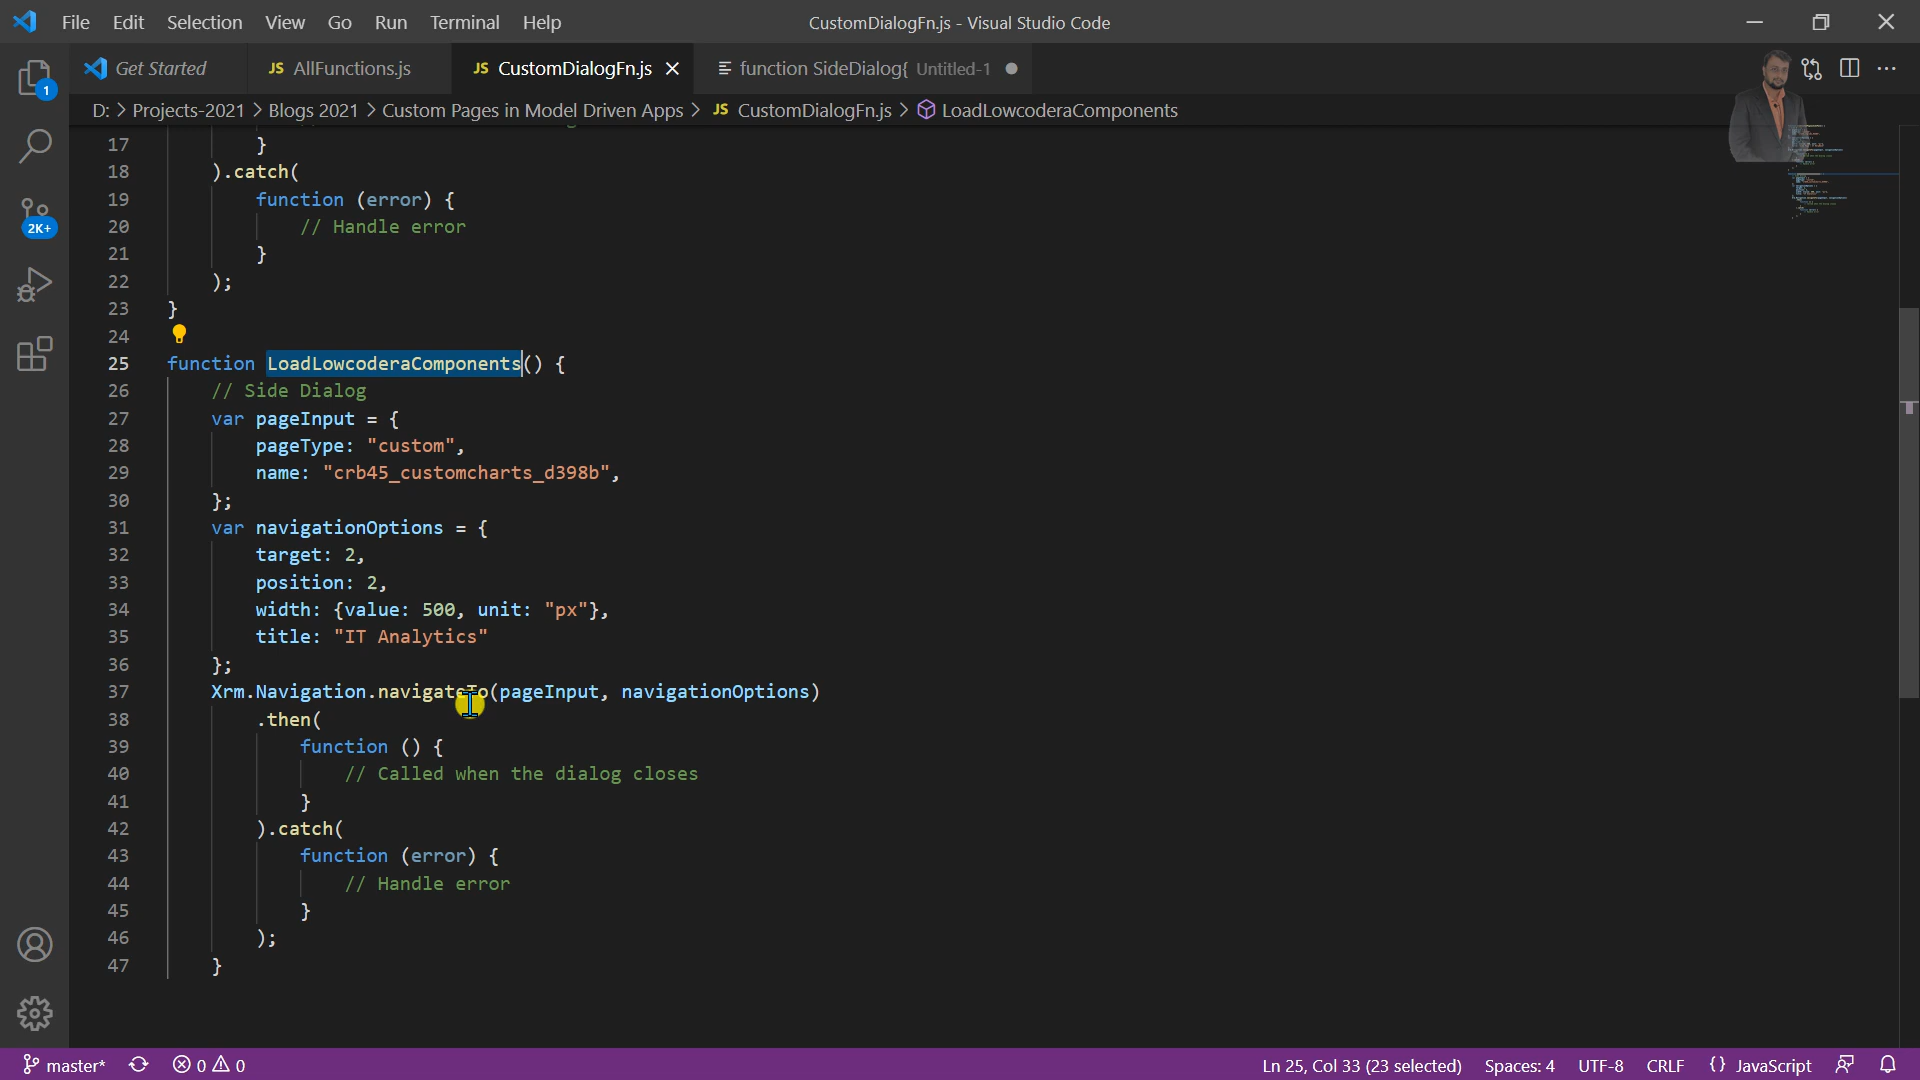 File Edit Selection View Go Run Terminal Help CustomDialogFn.js - Visual Studio Code
Get Started JS AllFunctions.js JS CustomDialogFn.js function SideDialog{ Untitled-1
D: > Projects-2021 > Blogs 2021 > Custom Pages in Model Driven Apps > JS CustomDialogFn.js > LoadLowcoderaComponents
1
2K+
17 }
18 ).catch(
19 function (error) {
20 // Handle error
21 }
22 );
23 }
24
25 function LoadLowcoderaComponents() {
26 // Side Dialog
27 var pageInput = {
28 pageType: "custom",
29 name: "crb45_customcharts_d398b",
30 };
31 var navigationOptions = {
32 target: 2,
33 position: 2,
34 width: {value: 500, unit: "px"},
35 title: "IT Analytics"
36 };
37 Xrm.Navigation.navigateTo(pageInput, navigationOptions)
38 .then(
39 function () {
40 // Called when the dialog closes
41 }
42 ).catch(
43 function (error) {
44 // Handle error
45 }
46 );
47 }
master* 0 0 Ln 25, Col 33 (23 selected) Spaces: 4 UTF-8 CRLF {} JavaScript